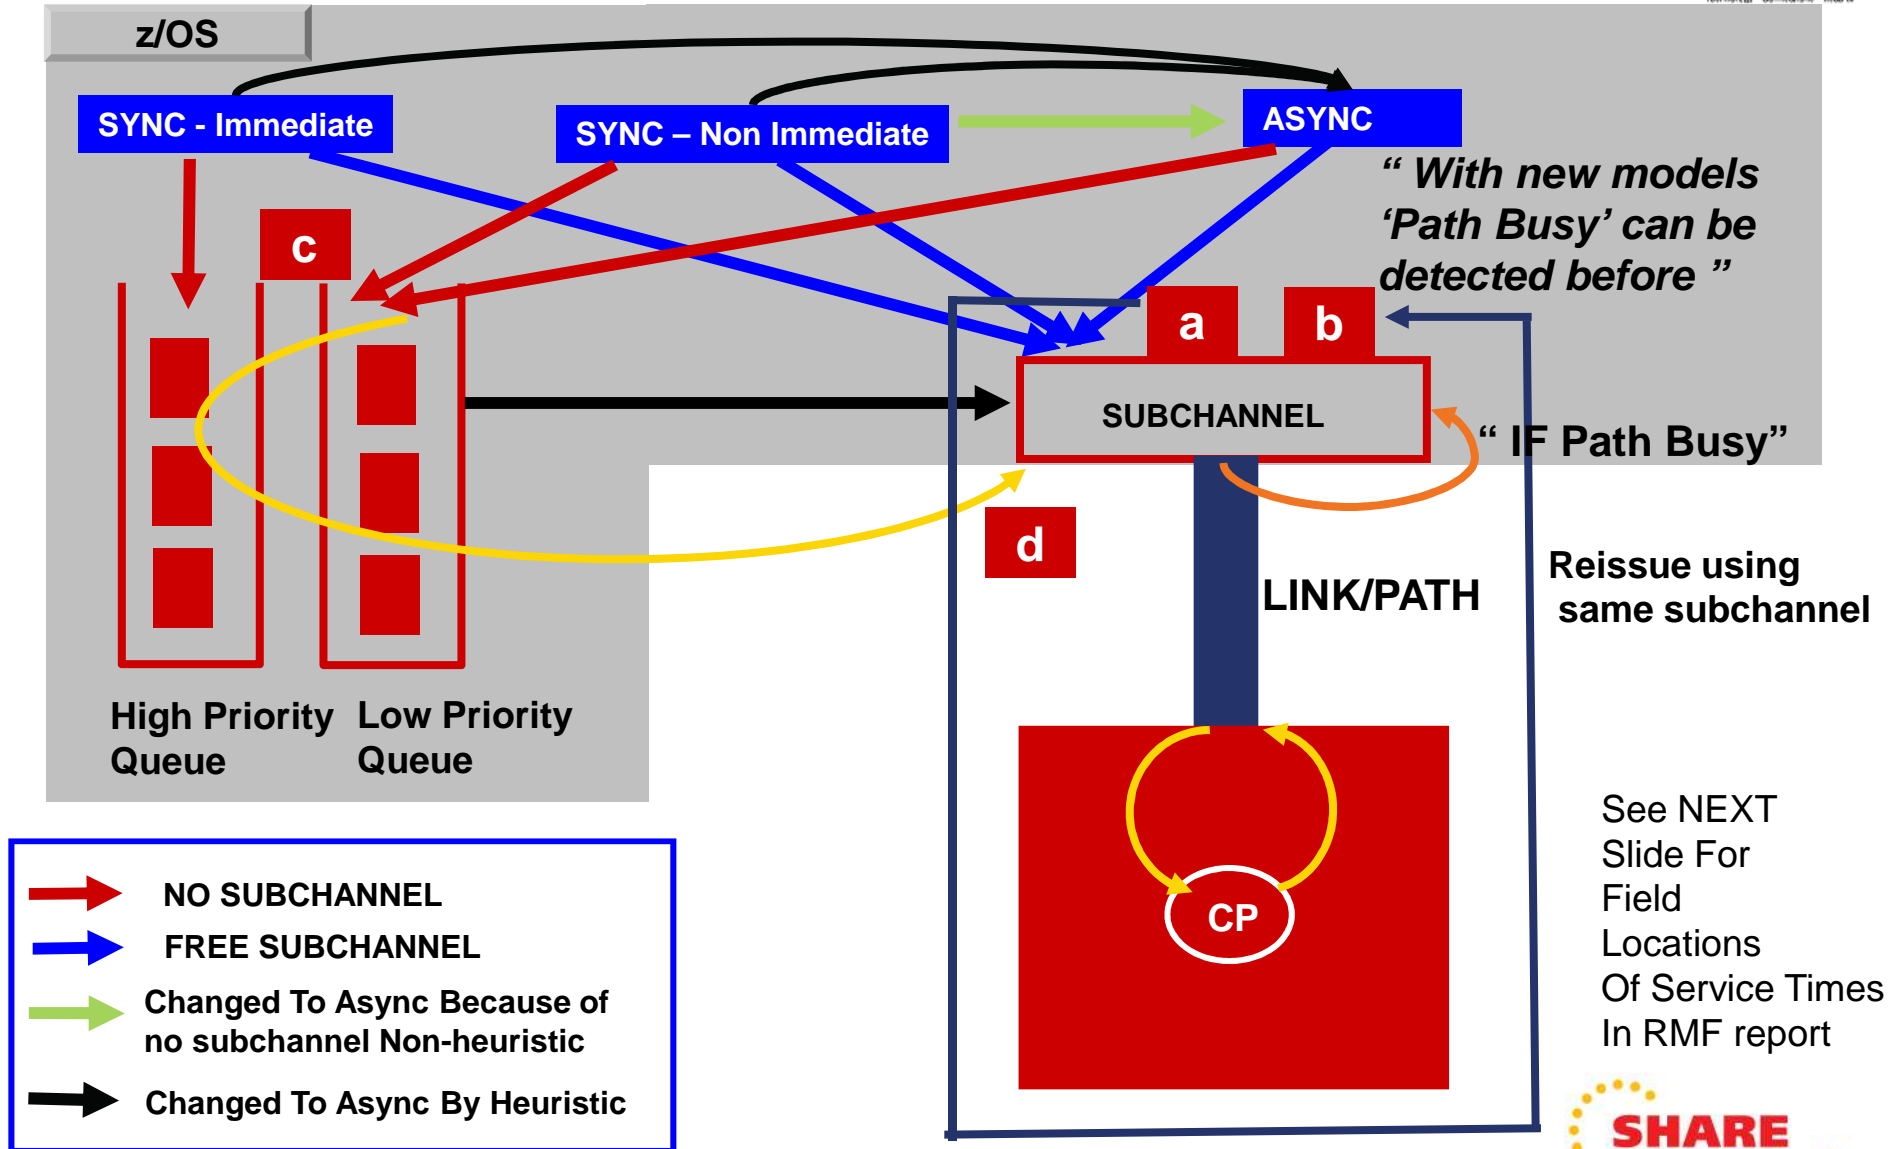 z/OS
SYNC - Immediate
SYNC – Non Immediate
ASYNC
“ With new models
‘Path Busy’ can be
detected before ”
c
a
b
SUBCHANNEL
“ IF Path Busy”
d
LINK/PATH
Reissue using
same subchannel
High Priority
Queue
Low Priority
Queue
CP
See NEXT
Slide For
Field
Locations
Of Service Times
In RMF report
NO SUBCHANNEL
FREE SUBCHANNEL
Changed To Async Because of
no subchannel Non-heuristic
Changed To Async By Heuristic
SHARE